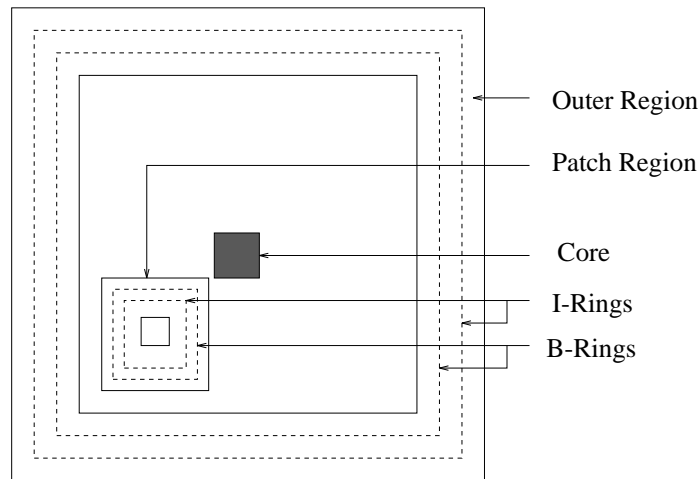 Outer Region
Patch Region
Core
I-Rings
B-Rings